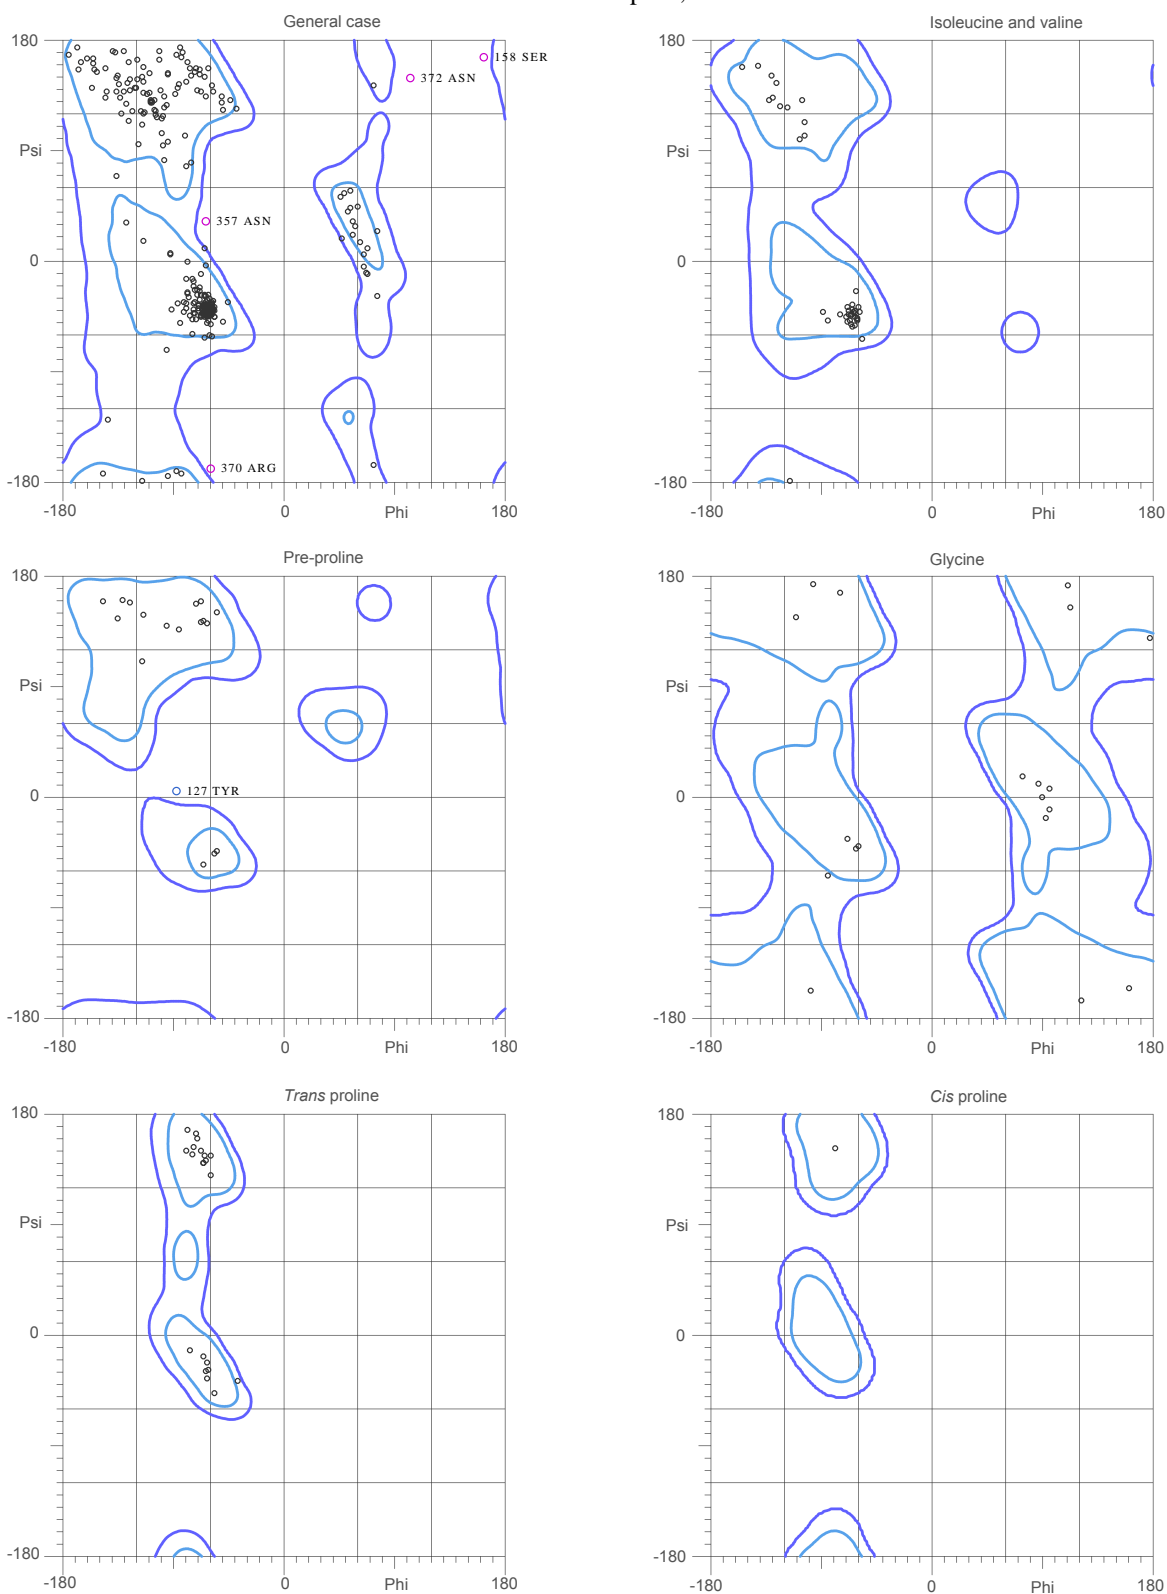 General case
Isoleucine and valine
180
158 SER
372 ASN
Psi
357 ASN
0
370 ARG
-180
-180
0
Phi
180
180
Psi
0
-180
-180
0
Phi
180
Pre-proline
Glycine
180
Psi
127 TYR
0
-180
-180
0
Phi
180
180
Psi
0
-180
-180
0
Phi
180
Trans proline
Cis proline
180
Psi
0
-180
-180
0
Phi
180
180
Psi
0
-180
-180
0
Phi
180